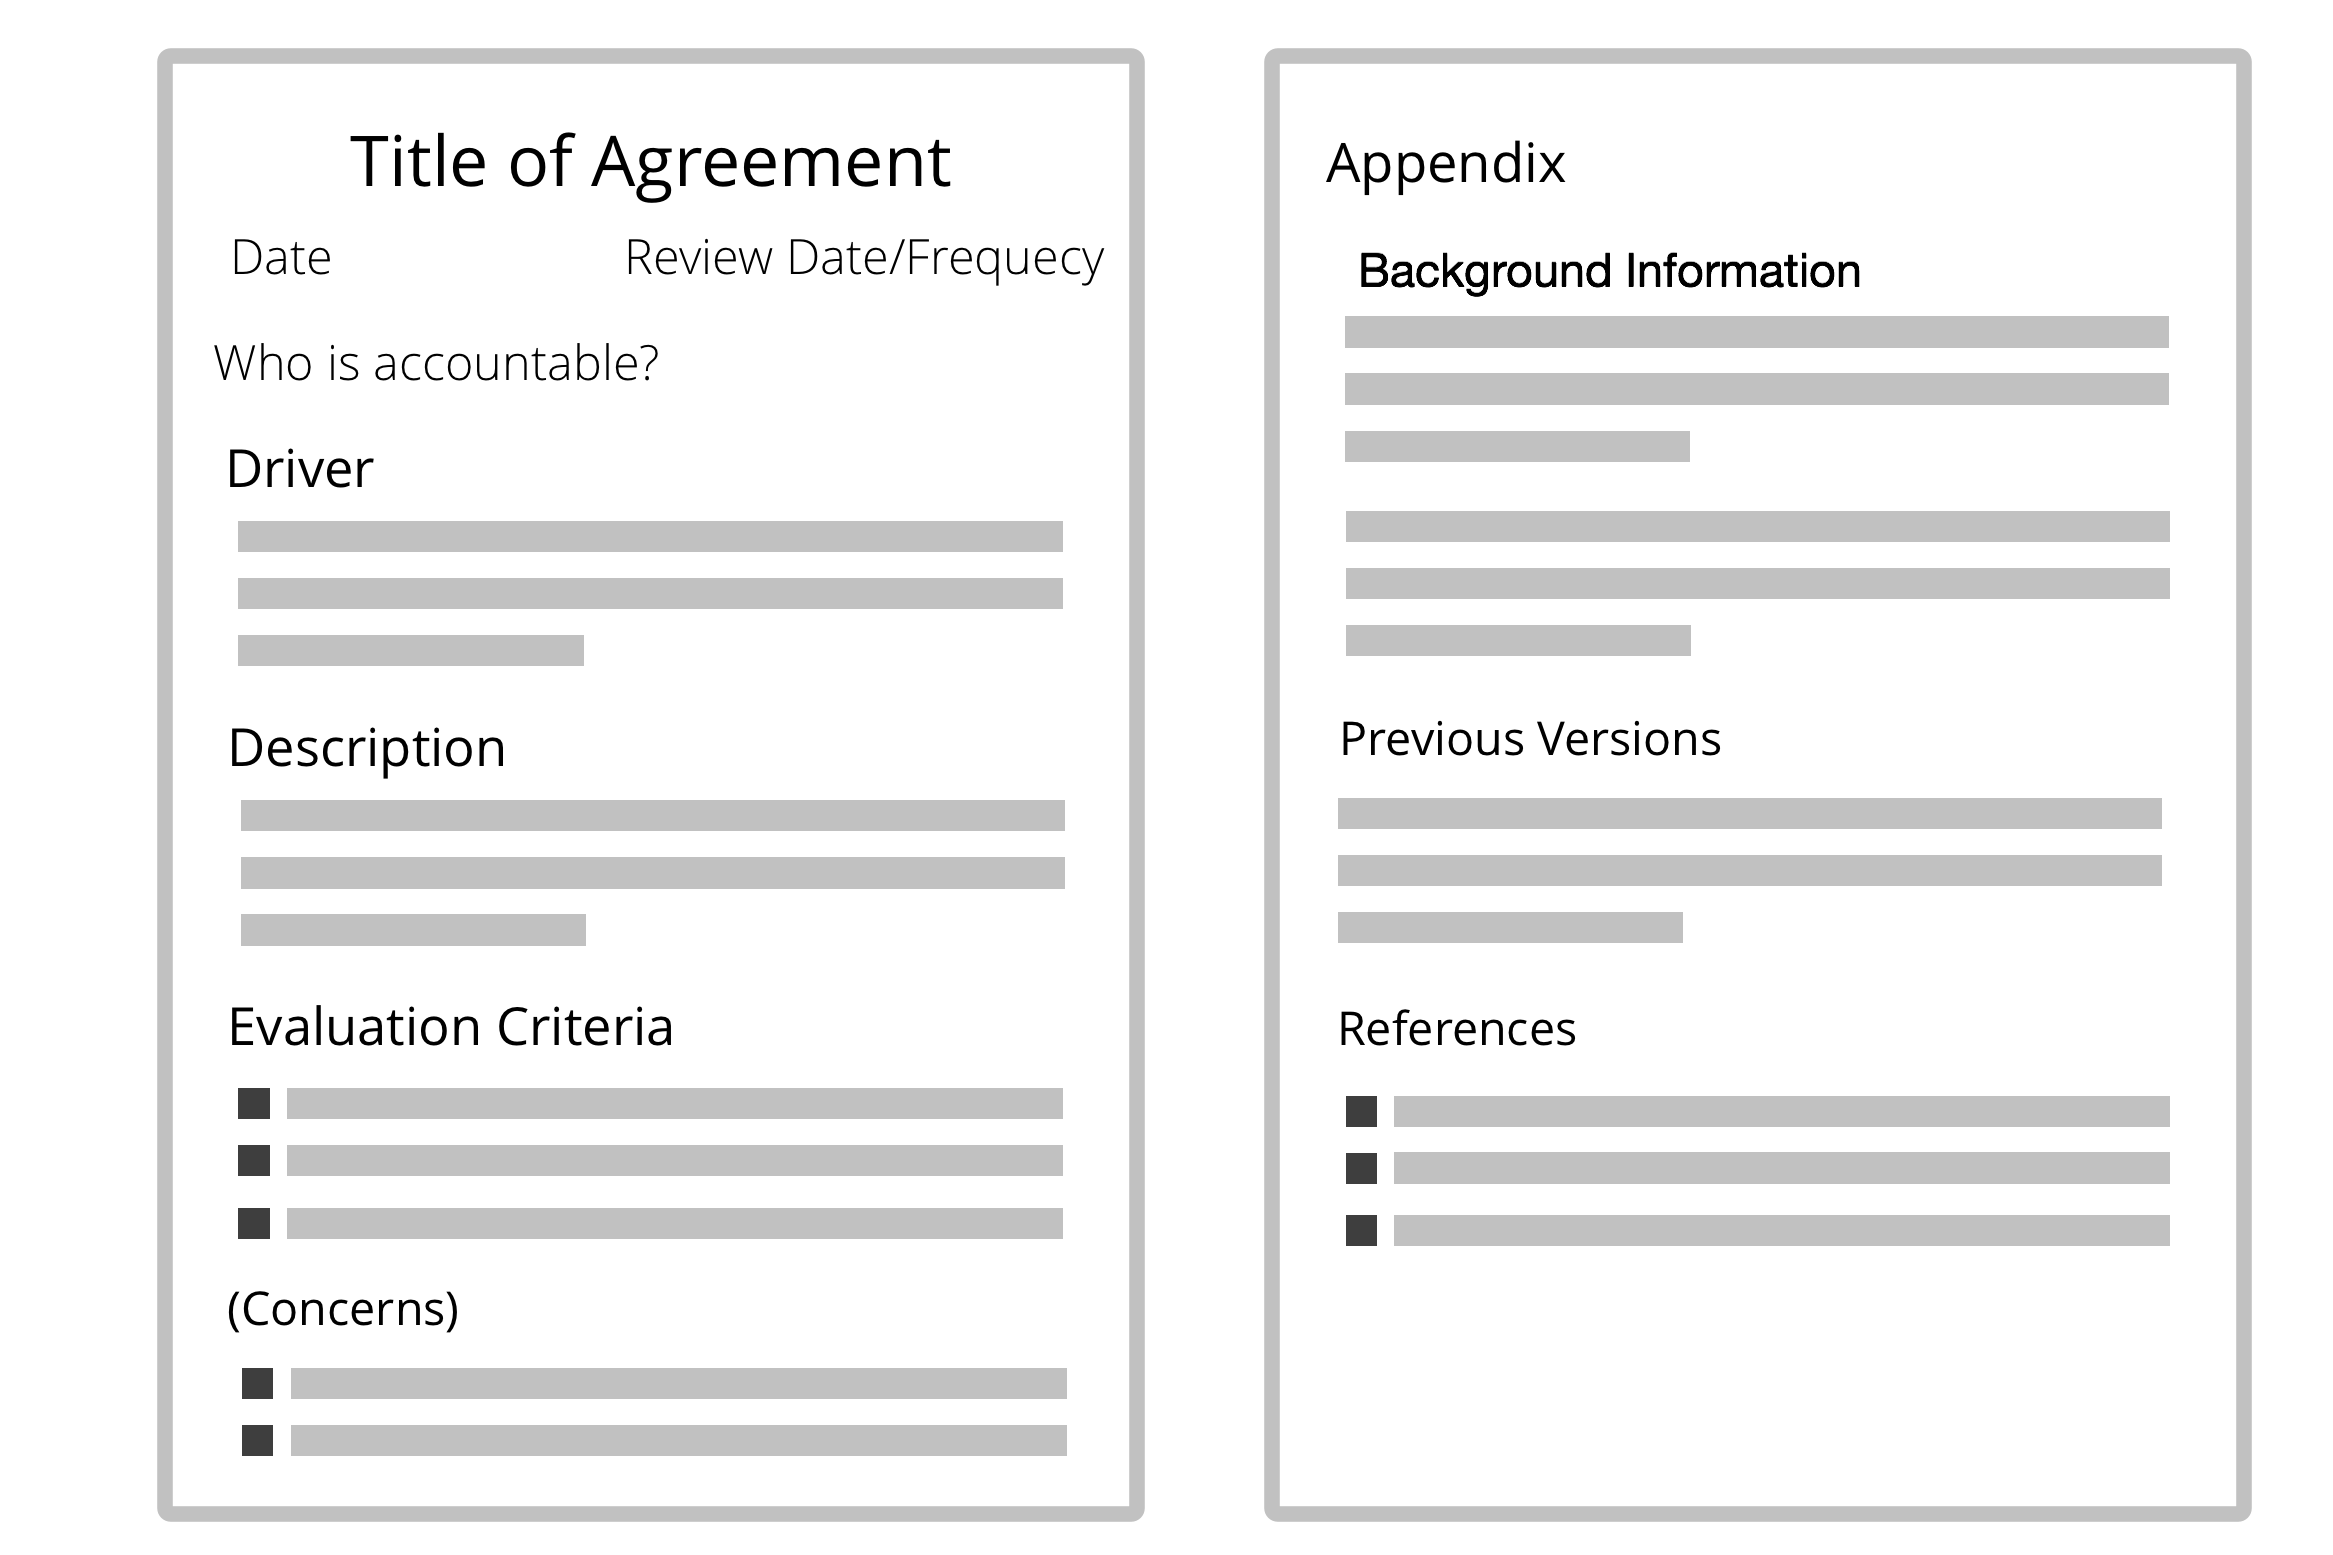 Title of Agreement
Date Review Date/Frequecy
Who is accountable?
Driver
Description
Evaluation Criteria
(Concerns)
Appendix
Background Information
Previous Versions
References